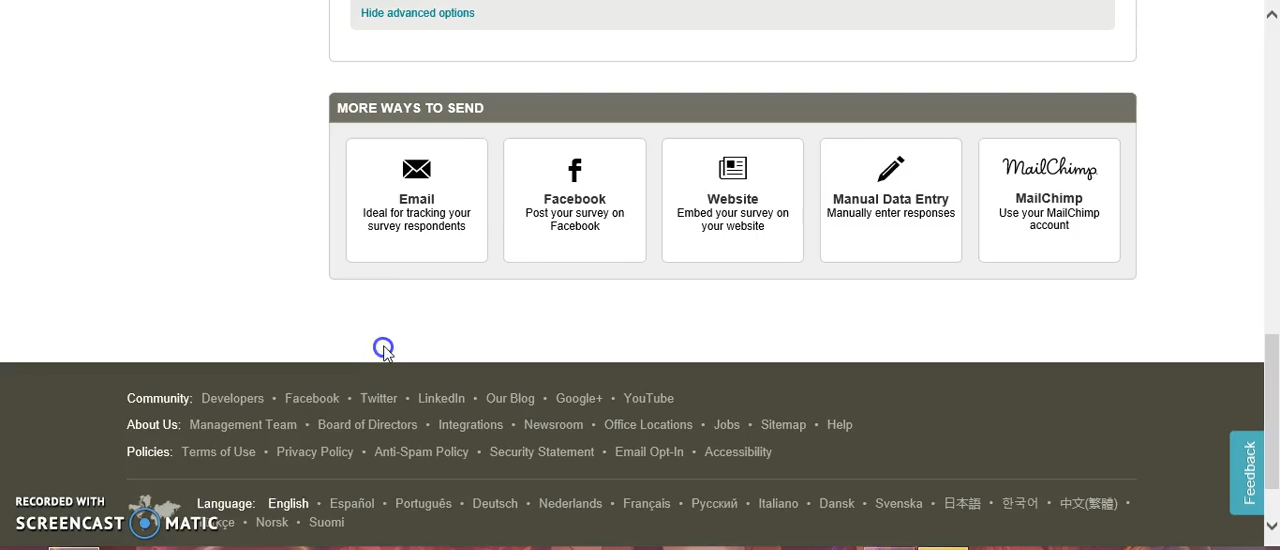 Hide advanced options
MORE WAYS TO SEND
Email
Ideal for tracking your
survey respondents
Facebook
Post your survey on
Facebook
Website
Embed your survey on
your website
Manual Data Entry
Manually enter responses
MailChimp
MailChimp
Use your MailChimp
account
Community: Developers • Facebook • Twitter • LinkedIn • Our Blog • Google+ • YouTube
About Us: Management Team • Board of Directors • Integrations • Newsroom • Office Locations • Jobs • Sitemap • Help
Policies: Terms of Use • Privacy Policy • Anti-Spam Policy • Security Statement • Email Opt-In • Accessibility
Language: English • Español • Português • Deutsch • Nederlands • Français • Русский • Italiano • Dansk • Svenska • 日本語 • 한국어 • 中文(繁體) •
• Norsk • Suomi
Feedback
RECORDED WITH
SCREENCAST MATIC